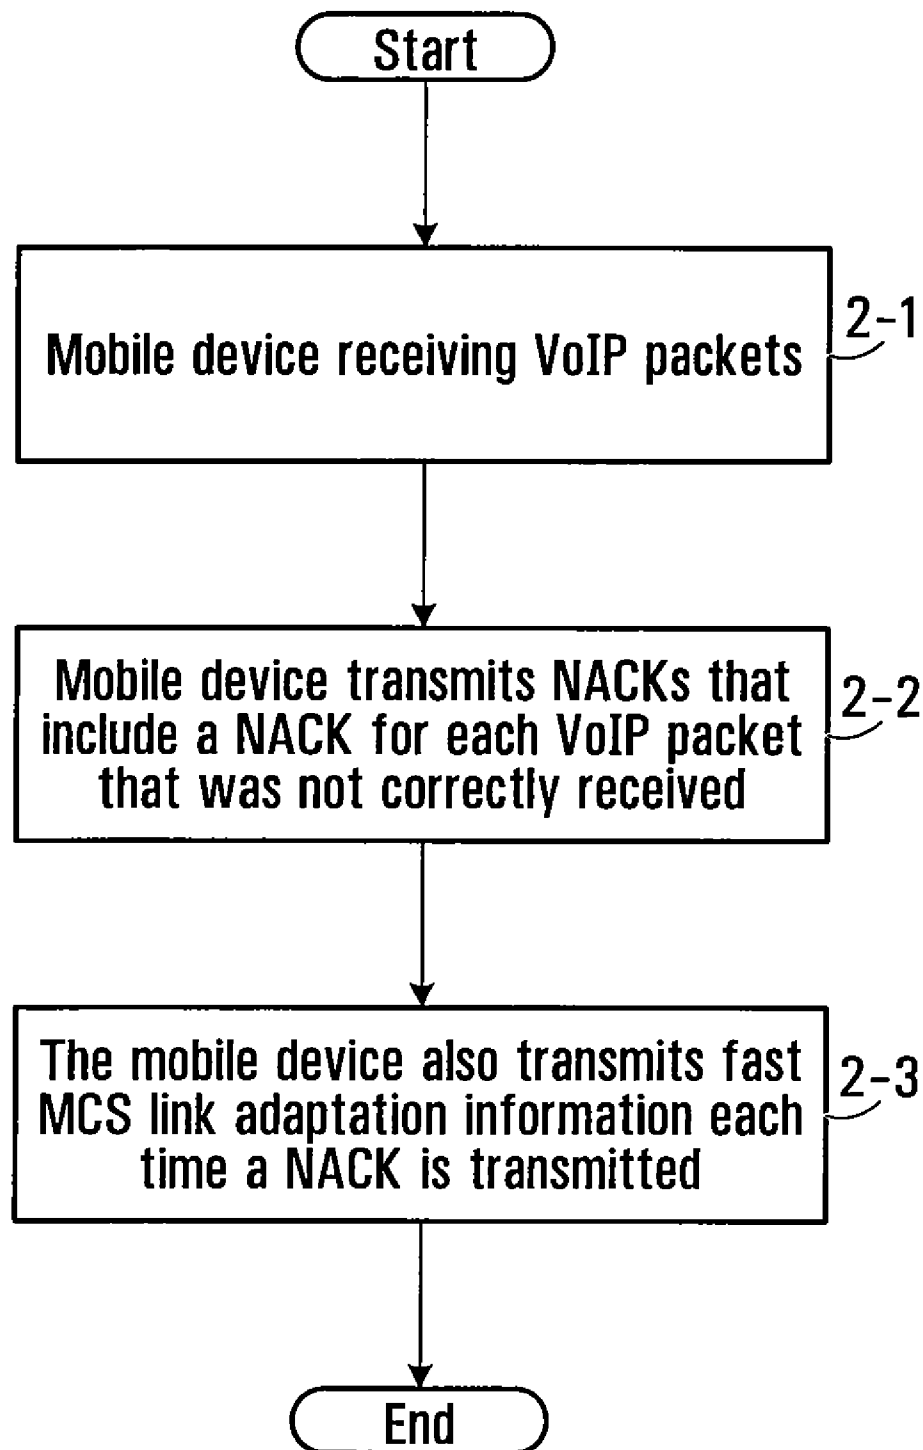 Start
Mobile device receiving VoIP packets
2-1
Mobile device transmits NACKs that
include a NACK for each VoIP packet
that was not correctly received
2-2
The mobile device also transmits fast
MCS link adaptation information each
time a NACK is transmitted
2-3
End